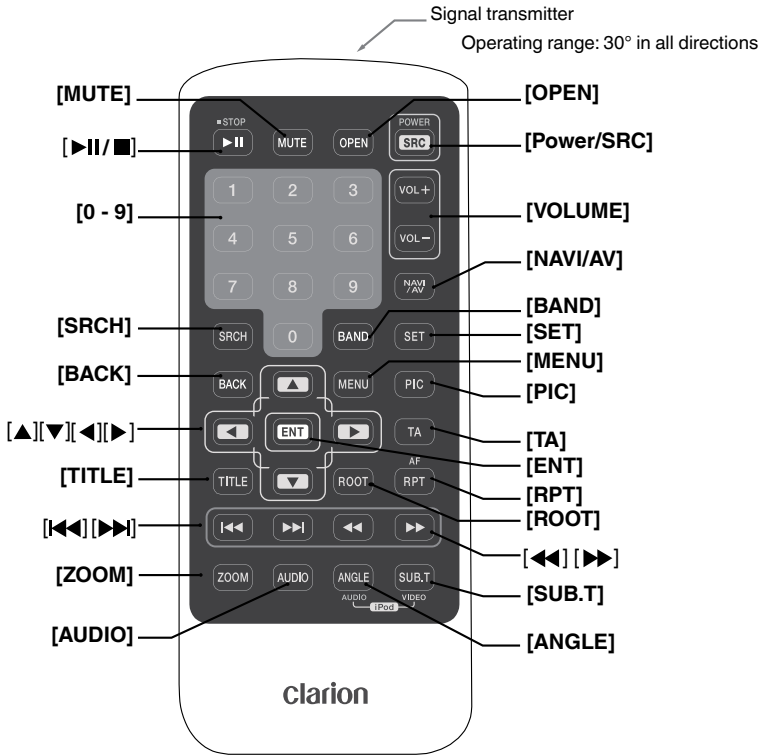 Signal transmitter
Operating range: 30° in all directions
[MUTE]
[OPEN]
[▶II/■]
[Power/SRC]
[0 - 9]
[VOLUME]
[NAVI/AV]
[SRCH]
[BAND]
[SET]
[BACK]
[MENU]
[PIC]
[▲][▼][◀][▶]
[TA]
[TITLE]
[ENT]
[RPT]
[I◀◀] [▶▶I]
[ROOT]
[◀◀] [▶▶]
[ZOOM]
[SUB.T]
[AUDIO]
[ANGLE]
■STOP
POWER
▶II MUTE OPEN SRC
1 2 3 VOL+
4 5 6 VOL−
7 8 9 NAVI
/AV
SRCH 0 BAND SET
BACK ▲ MENU PIC
◀ ENT ▶ TA
AF
TITLE ▼ ROOT RPT
I◀◀ ▶▶I ◀◀ ▶▶
ZOOM AUDIO ANGLE SUB.T
AUDIO iPod VIDEO
clarion